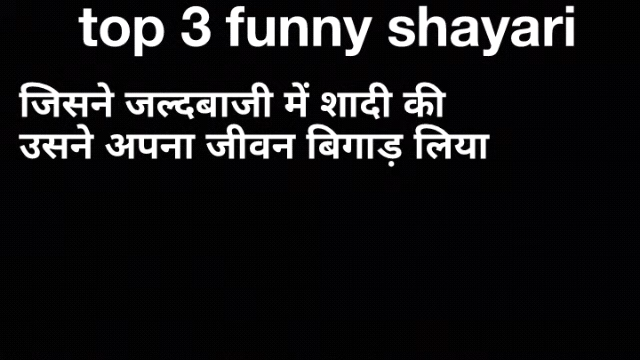 top 3 funny shayari
जिसने जल्दबाजी में शादी की
उसने अपना जीवन बिगाड़ लिया